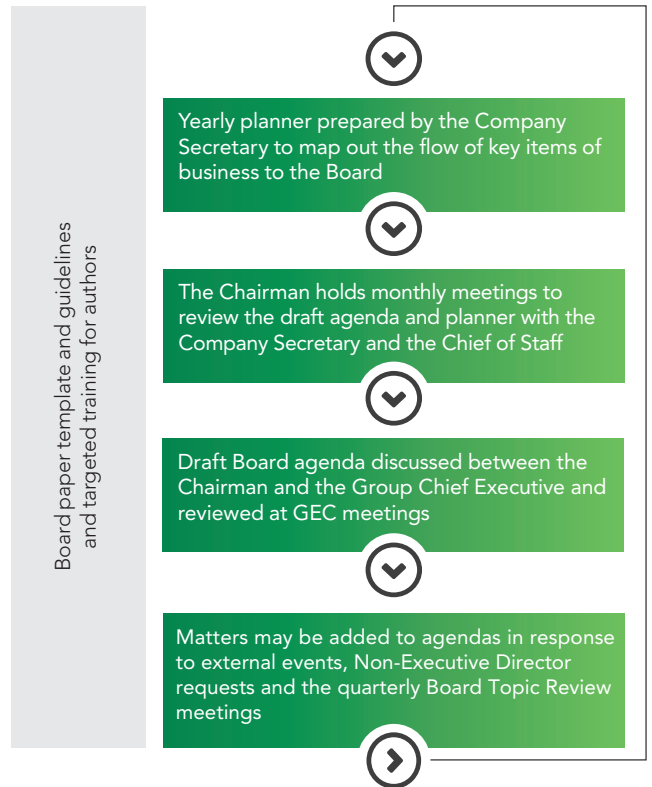 Board paper template and guidelines
and targeted training for authors
Yearly planner prepared by the Company
Secretary to map out the flow of key items of
business to the Board
The Chairman holds monthly meetings to
review the draft agenda and planner with the
Company Secretary and the Chief of Staff
Draft Board agenda discussed between the
Chairman and the Group Chief Executive and
reviewed at GEC meetings
Matters may be added to agendas in response
to external events, Non-Executive Director
requests and the quarterly Board Topic Review
meetings